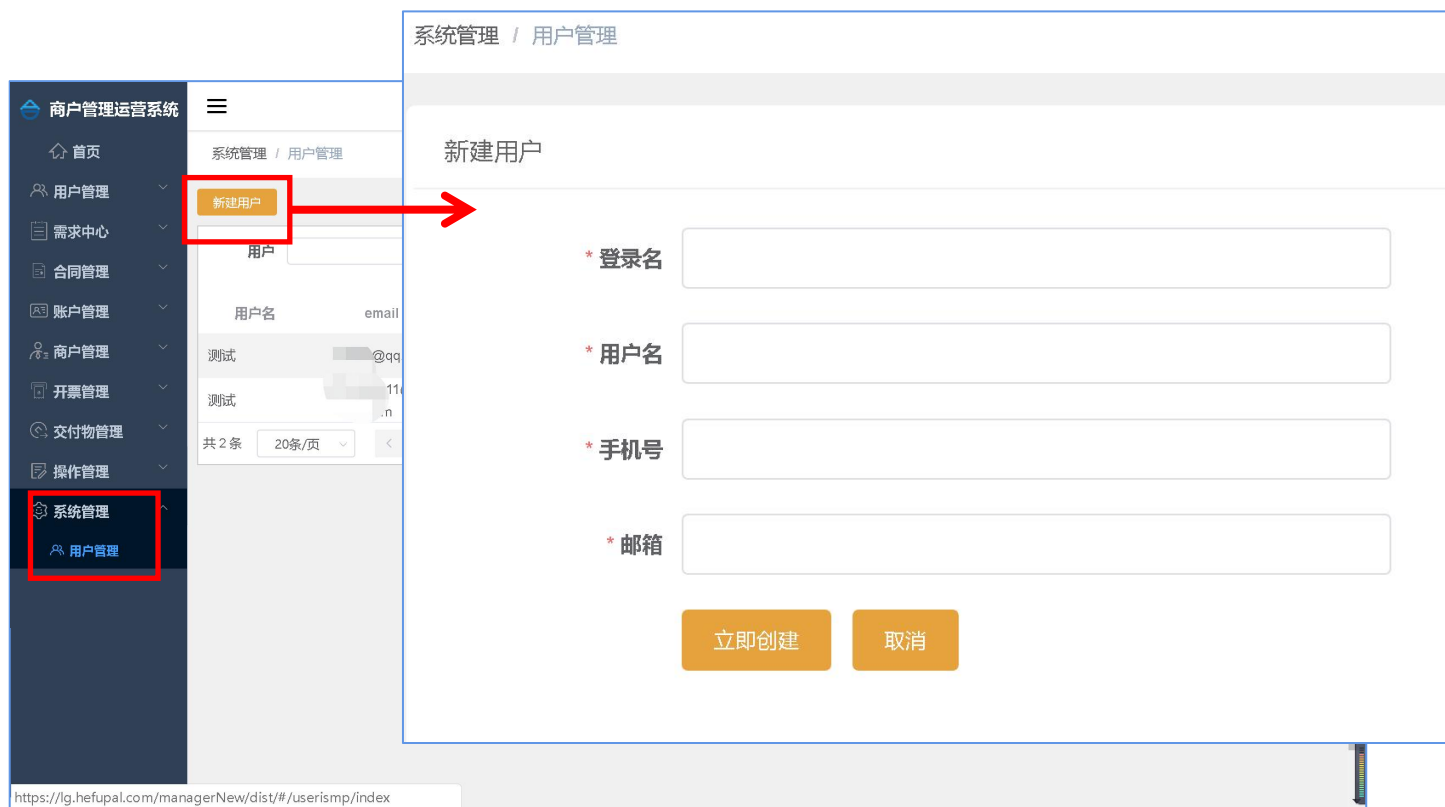 系统管理 / 用户管理
新建用户
* 登录名
* 用户名
* 手机号
* 邮箱
立即创建
取消
商户管理运营系统
首页
用户管理
需求中心
合同管理
账户管理
商户管理
开票管理
交付物管理
操作管理
系统管理
用户管理
系统管理 / 用户管理
新建用户
用户
用户名 email
测试 @qq
测试 11
.n
共 2 条 20条/页
https://lg.hefupal.com/managerNew/dist/#/userismp/index